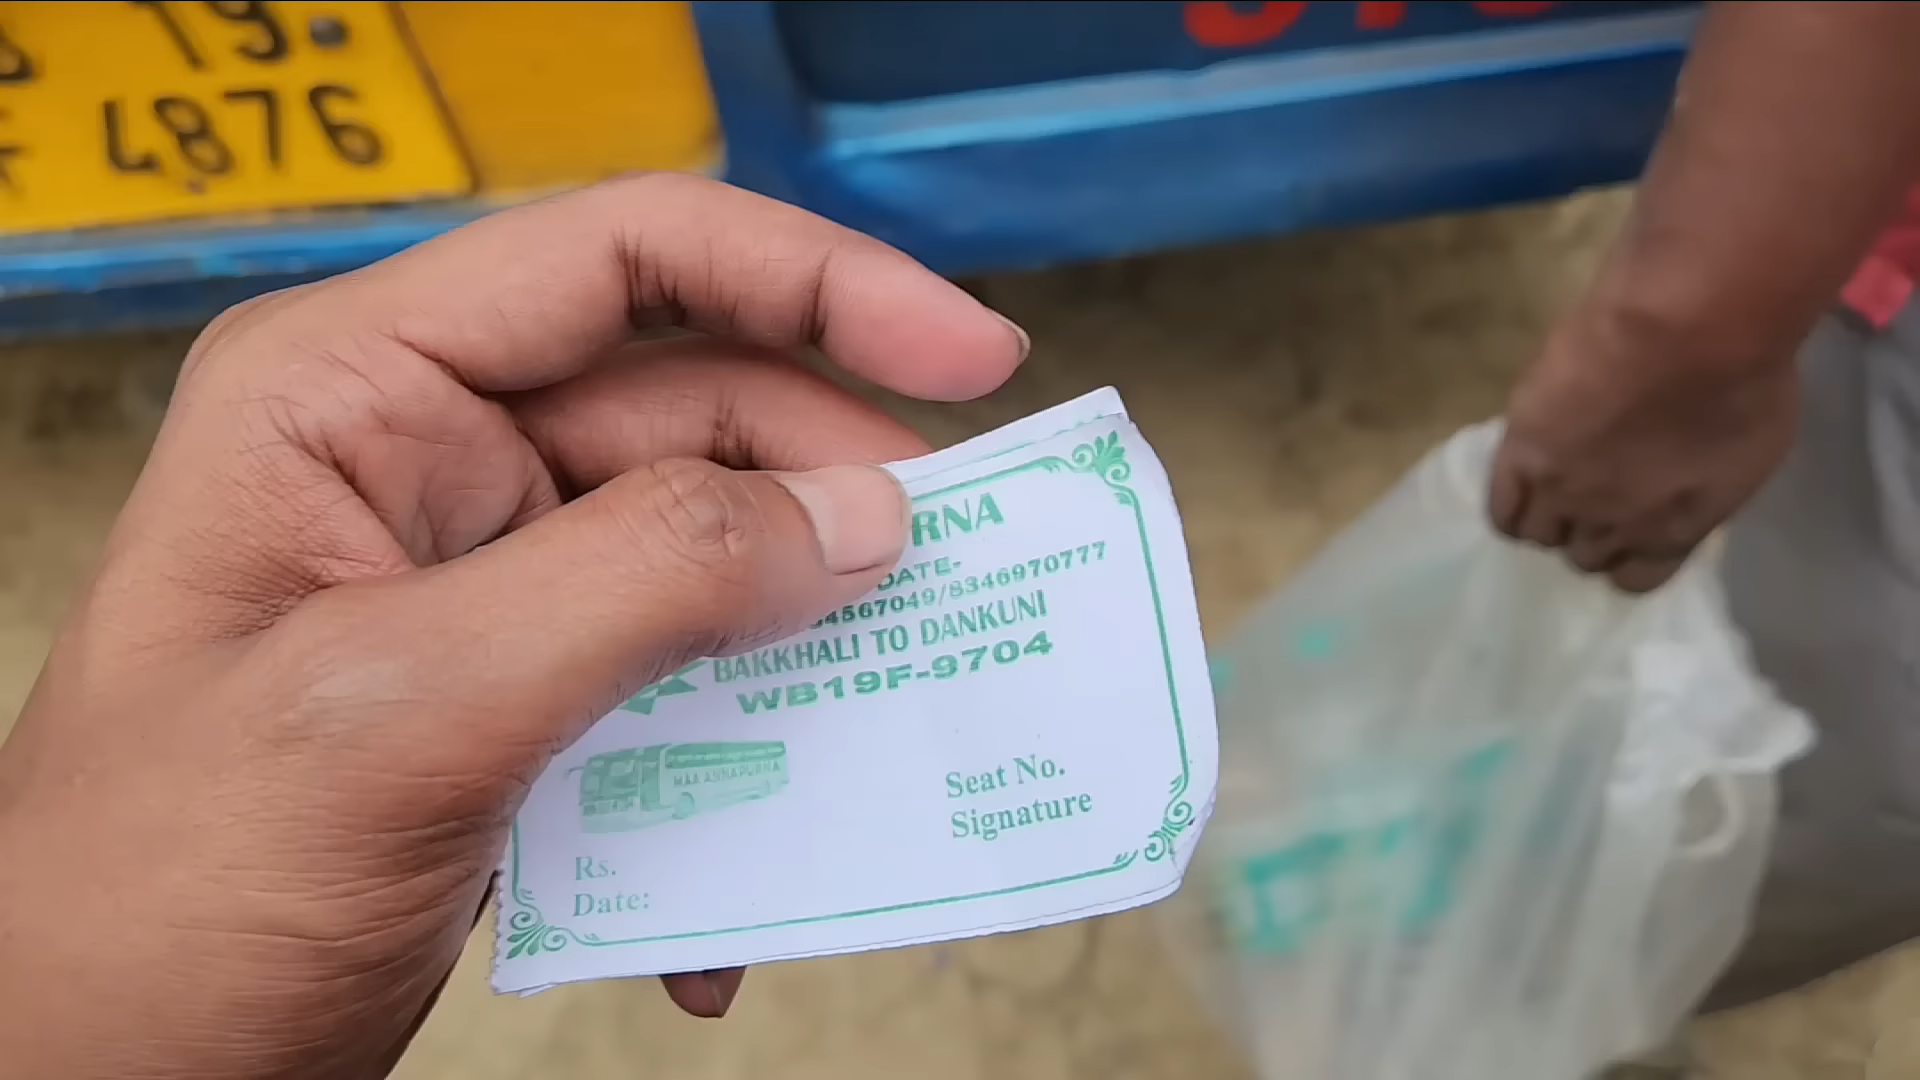 19.
4876
RNA
DATE-
4567049/8346970777
BAKKHALI TO DANKUNI
WB19F-9704
MAA ANNAPURNA
Seat No.
Signature
Rs.
Date: